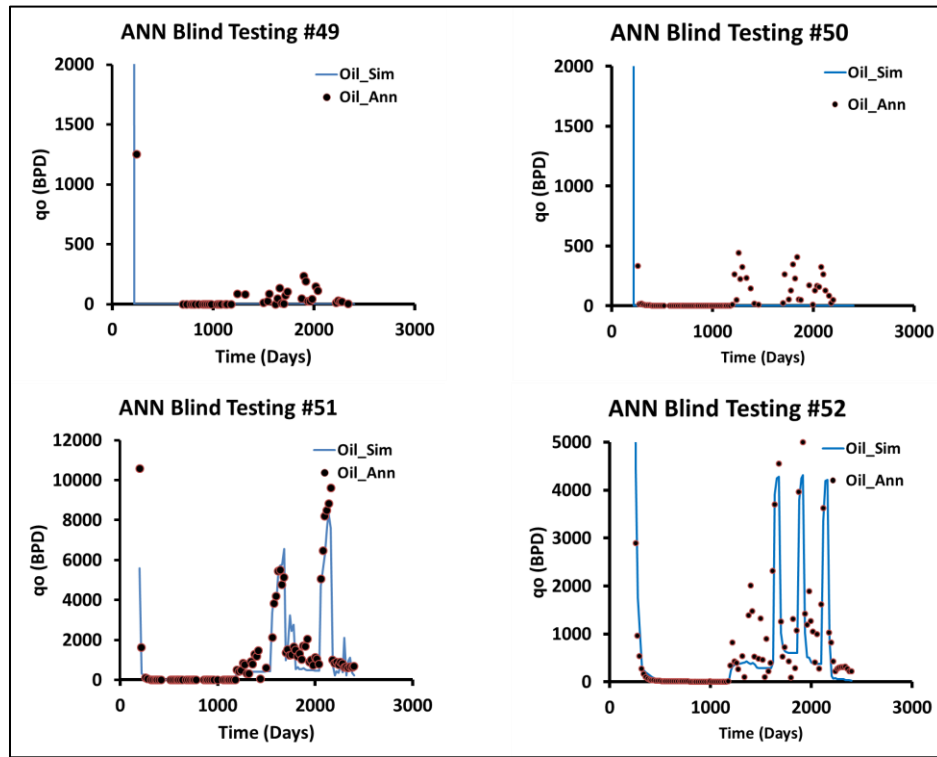 ANN Blind Testing #49
2000
1500
1000
500
0
qo (BPD)
Oil_Sim
Oil_Ann
0 1000 2000 3000
Time (Days)
ANN Blind Testing #50
2000
1500
1000
500
0
qo (BPD)
Oil_Sim
Oil_Ann
0 1000 2000 3000
Time (Days)
ANN Blind Testing #51
12000
10000
8000
6000
4000
2000
0
qo (BPD)
Oil_Sim
Oil_Ann
0 1000 2000 3000
Time (Days)
ANN Blind Testing #52
5000
4000
3000
2000
1000
0
qo (BPD)
Oil_Sim
Oil_Ann
0 1000 2000 3000
Time (Days)